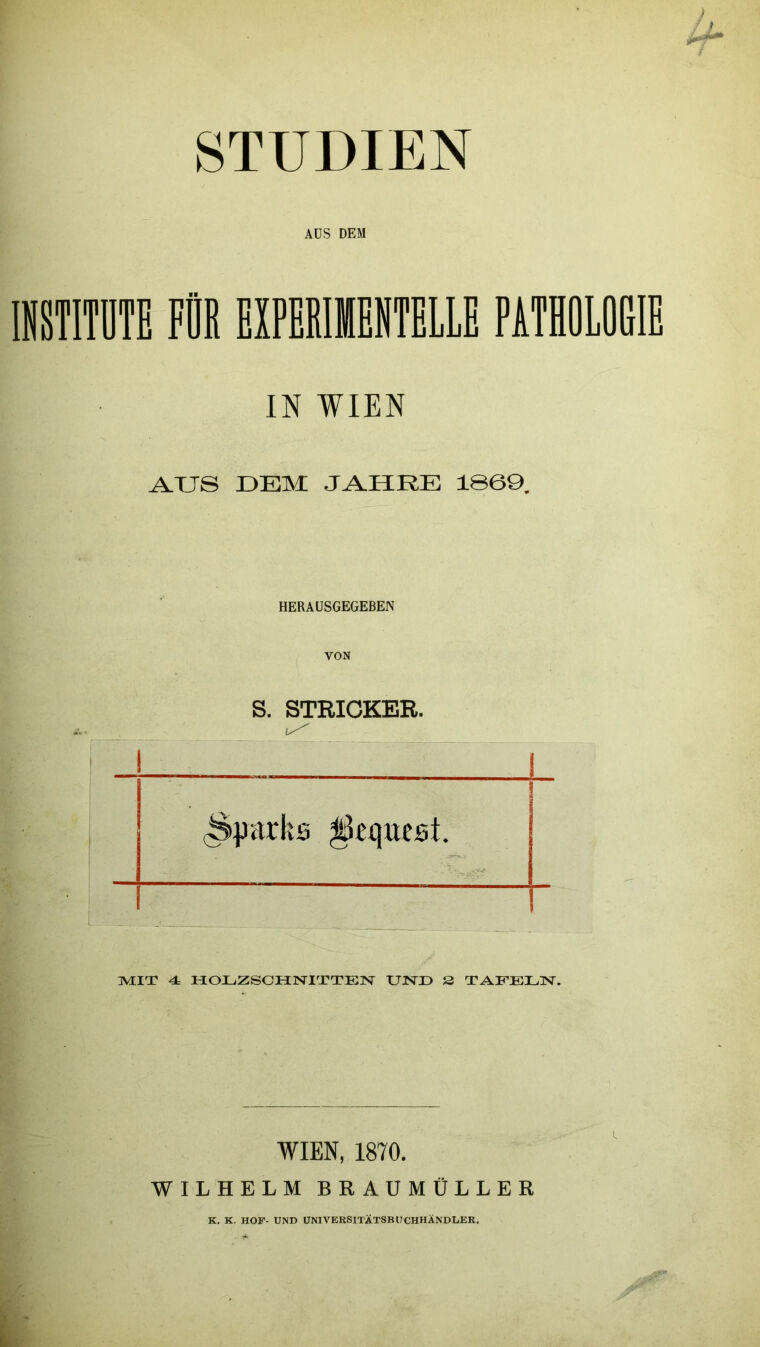 4
STUDIEN
AUS DEM
INSTITUTE FÜR EXPERIMENTELLE PATHOLOGIE
IN WIEN
AUS DEM JAHRE 1869.
HERAUSGEGEBEN
VON
S. STRICKER.
Sparks Bequest.
MIT 4 HOLZSCHNITTEN UND 2 TAFELN.
WIEN, 1870.
WILHELM BRAUMÜLLER
K. K. HOF- UND UNIVERSITÄTSBUCHHÄNDLER.